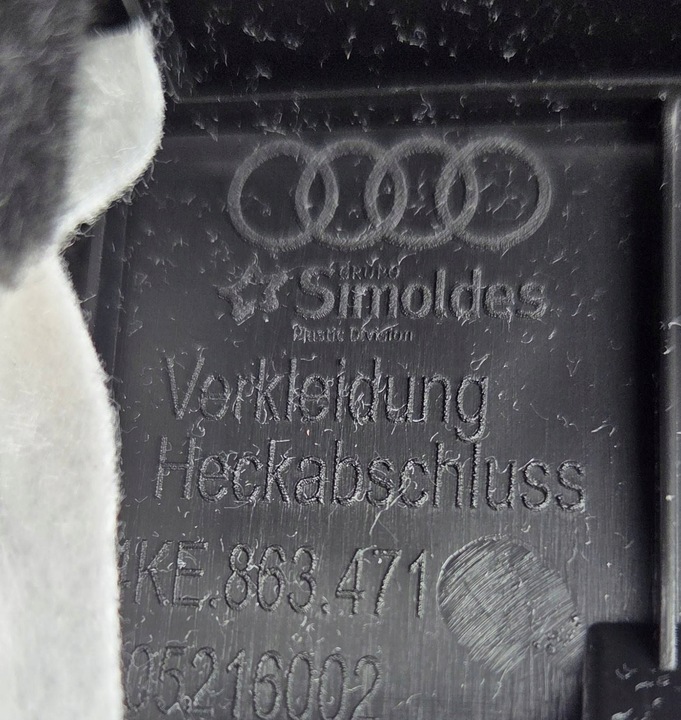 GRUPO
Simoldes
Plastic Division
Verkleidung
Heckabschluss
4KE.863.471
05216002